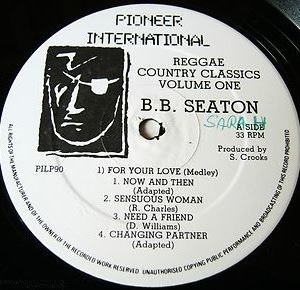 PIONEER
INTERNATIONAL
REGGAE
COUNTRY CLASSICS
VOLUME ONE
B.B. SEATON
SARAH
A SIDE
33 RPM
Produced by
S. Crooks
PILP90
1) FOR YOUR LOVE (Medley)
1. NOW AND THEN
(Adapted)
2. SENSUOUS WOMAN
(R. Charles)
3. NEED A FRIEND
(D. Williams)
4. CHANGING PARTNER
(Adapted)
ALL RIGHTS OF THE MANUFACTURER AND OF THE OWNER OF THE RECORDED WORK RESERVED UNAUTHORISED COPYING PUBLIC PERFORMANCE AND BROADCASTING OF THIS RECORD PROHIBITED